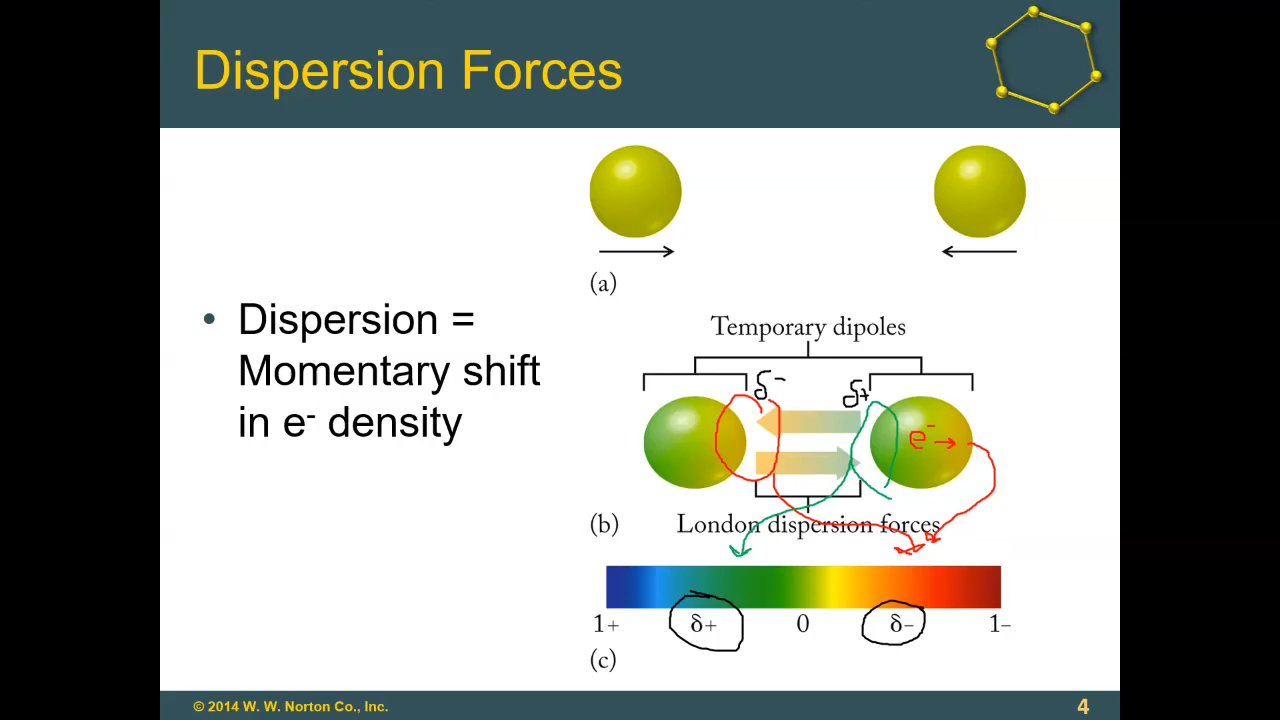 Dispersion Forces
(a)
• Dispersion =
Momentary shift
in e⁻ density
Temporary dipoles
δ− δ+
e⁻ →
(b) London dispersion forces
1+ δ+ 0 δ− 1−
(c)
© 2014 W. W. Norton Co., Inc. 4